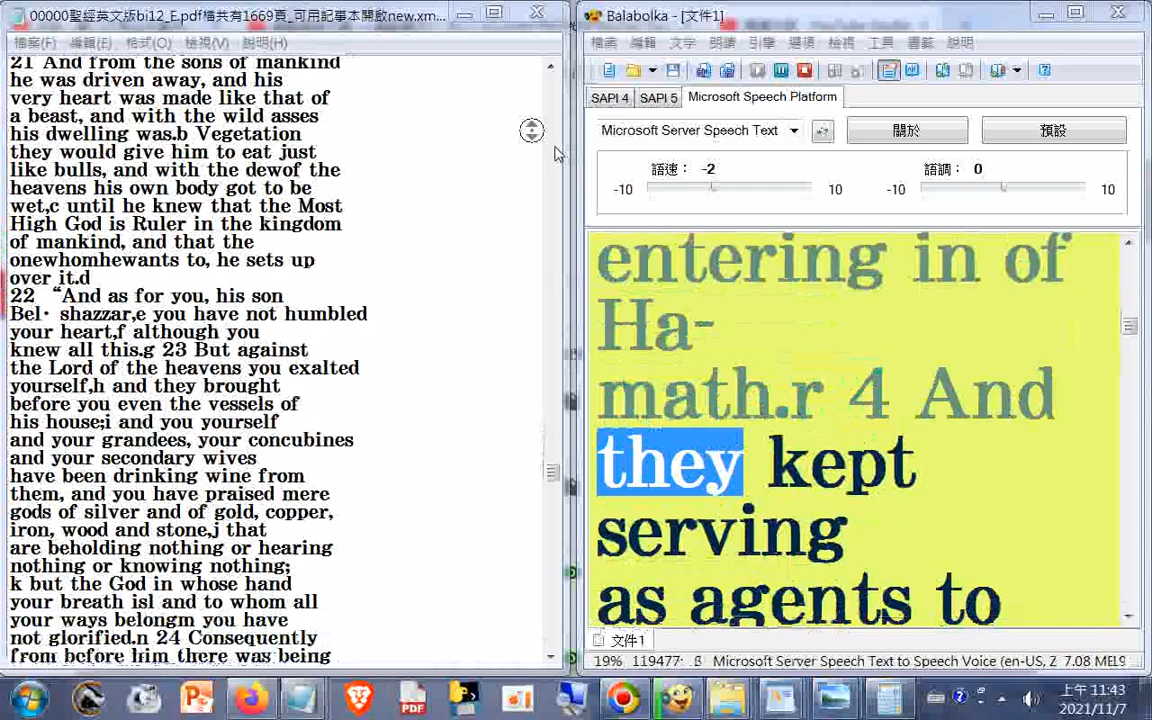 00000聖經英文版bi12_E.pdf檔共有1669頁_可用記事本開啟new.xm...
檔案(F) 編輯(E) 格式(O) 檢視(V) 說明(H)
21 And from the sons of mankind
he was driven away, and his
very heart was made like that of
a beast, and with the wild asses
his dwelling was.b Vegetation
they would give him to eat just
like bulls, and with the dewof the
heavens his own body got to be
wet,c until he knew that the Most
High God is Ruler in the kingdom
of mankind, and that the
onewhomhewants to, he sets up
over it.d
22 “And as for you, his son
Bel· shazzar,e you have not humbled
your heart,f although you
knew all this.g 23 But against
the Lord of the heavens you exalted
yourself,h and they brought
before you even the vessels of
his house;i and you yourself
and your grandees, your concubines
and your secondary wives
have been drinking wine from
them, and you have praised mere
gods of silver and of gold, copper,
iron, wood and stone,j that
are beholding nothing or hearing
nothing or knowing nothing;
k but the God in whose hand
your breath isl and to whom all
your ways belongm you have
not glorified.n 24 Consequently
from before him there was being
Balabolka - [文件1]
檔案 編輯 文字 朗讀 引擎 選項 檢視 工具 書籤 說明
SAPI 4 SAPI 5 Microsoft Speech Platform
Microsoft Server Speech Text 關於 預設
語速： -2 語調： 0
-10 10 -10 10
entering in of
Ha-
math.r 4 And
they kept
serving
as agents to
文件1
19% 119477: Microsoft Server Speech Text to Speech Voice (en-US, Z 7.08 MEL9
PDF
上午 11:43
2021/11/7